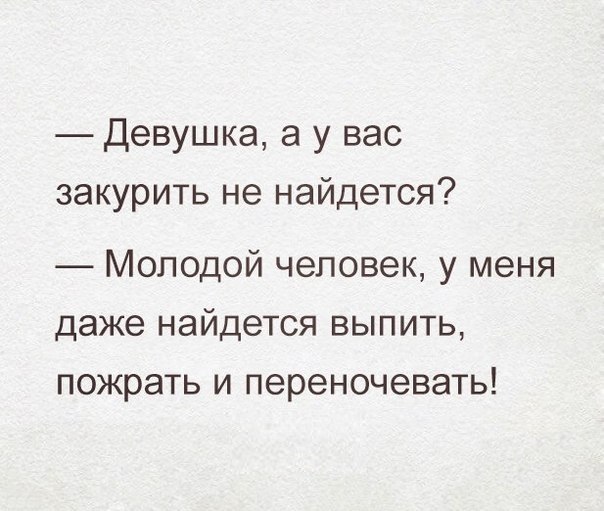 — Девушка, а у вас
закурить не найдется?
— Молодой человек, у меня
даже найдется выпить,
пожрать и переночевать!